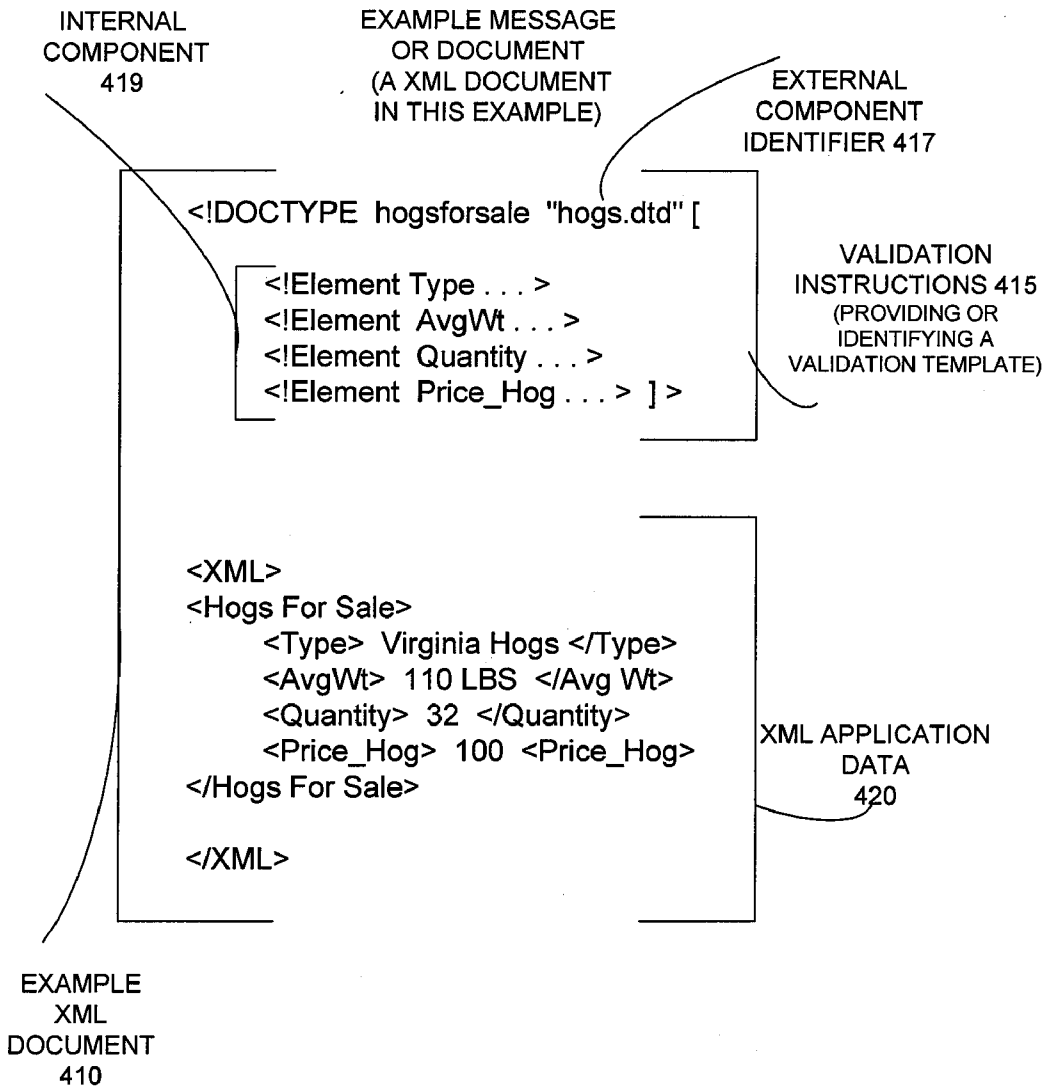 INTERNAL
COMPONENT
419
EXAMPLE MESSAGE
OR DOCUMENT
(A XML DOCUMENT
IN THIS EXAMPLE)
EXTERNAL
COMPONENT
IDENTIFIER 417
<!DOCTYPE hogsforsale "hogs.dtd" [
<!Element Type . . . >
<!Element AvgWt . . . >
<!Element Quantity . . . >
<!Element Price_Hog . . . > ] >
VALIDATION
INSTRUCTIONS 415
(PROVIDING OR
IDENTIFYING A
VALIDATION TEMPLATE)
<XML>
<Hogs For Sale>
<Type> Virginia Hogs </Type>
<AvgWt> 110 LBS </Avg Wt>
<Quantity> 32 </Quantity>
<Price_Hog> 100 <Price_Hog>
</Hogs For Sale>
</XML>
XML APPLICATION
DATA
420
EXAMPLE
XML
DOCUMENT
410